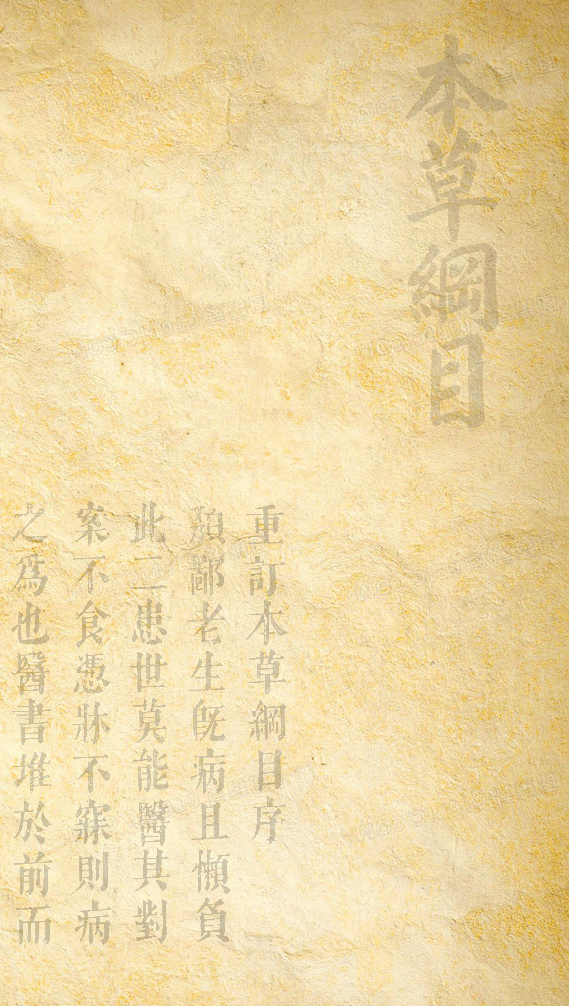 本草綱目
重訂本草綱目序
頖鄙老生旣病且懶負
此二患世莫能醫其對
案不食憑牀不寐則病
之爲也醫書堆於前而